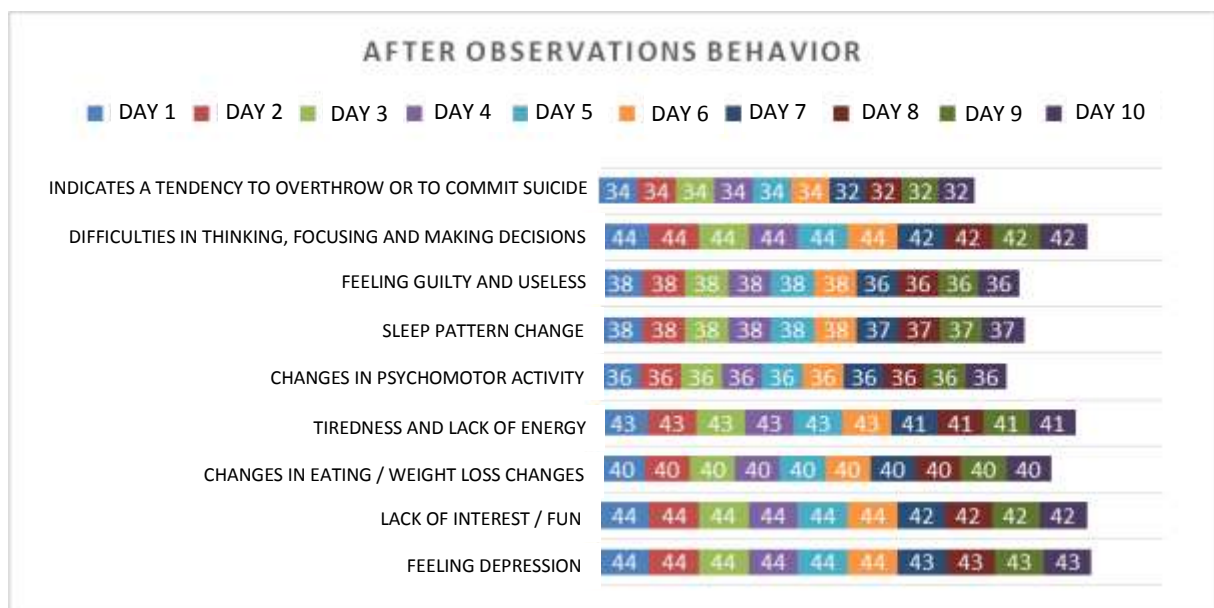 AFTER OBSERVATIONS BEHAVIOR
DAY 1 DAY 2 DAY 3 DAY 4 DAY 5 DAY 6 DAY 7 DAY 8 DAY 9 DAY 10
INDICATES A TENDENCY TO OVERTHROW OR TO COMMIT SUICIDE 34 34 34 34 34 34 32 32 32 32
DIFFICULTIES IN THINKING, FOCUSING AND MAKING DECISIONS 44 44 44 44 44 44 42 42 42 42
FEELING GUILTY AND USELESS 38 38 38 38 38 38 36 36 36 36
SLEEP PATTERN CHANGE 38 38 38 38 38 38 37 37 37 37
CHANGES IN PSYCHOMOTOR ACTIVITY 36 36 36 36 36 36 36 36 36 36
TIREDNESS AND LACK OF ENERGY 43 43 43 43 43 43 41 41 41 41
CHANGES IN EATING / WEIGHT LOSS CHANGES 40 40 40 40 40 40 40 40 40 40
LACK OF INTEREST / FUN 44 44 44 44 44 44 42 42 42 42
FEELING DEPRESSION 44 44 44 44 44 44 43 43 43 43